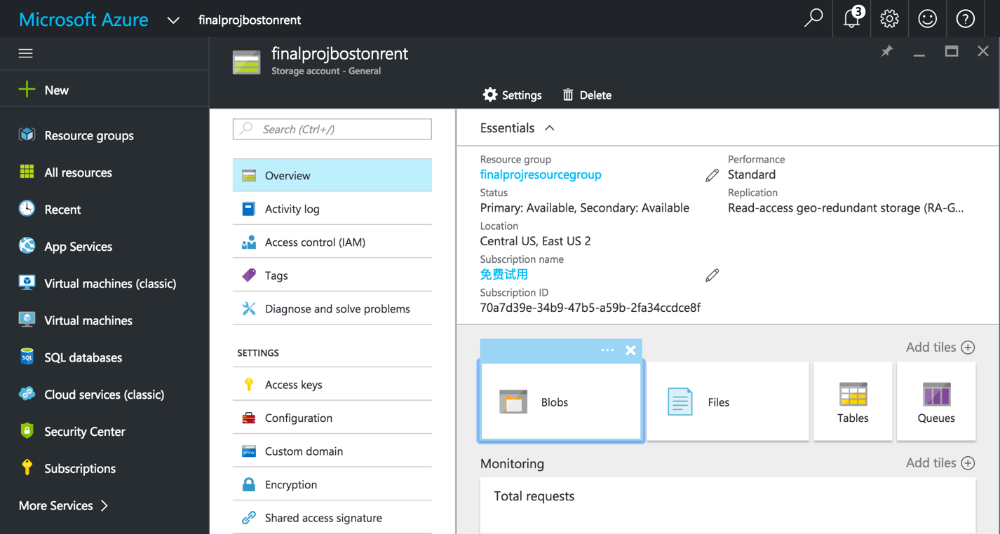 Microsoft Azure
finalprojbostonrent
3
New
Resource groups
All resources
Recent
App Services
Virtual machines (classic)
Virtual machines
SQL
SQL databases
Cloud services (classic)
Security Center
Subscriptions
More Services
finalprojbostonrent
Storage account - General
Settings
Delete
Search (Ctrl+/)
Overview
Activity log
Access control (IAM)
Tags
Diagnose and solve problems
SETTINGS
Access keys
Configuration
www
Custom domain
Encryption
Shared access signature
Essentials
Resource group
finalprojresourcegroup
Status
Primary: Available, Secondary: Available
Location
Central US, East US 2
Subscription name
免费试用
Subscription ID
70a7d39e-34b9-47b5-a59b-2fa34ccdce8f
Performance
Standard
Replication
Read-access geo-redundant storage (RA-G...
Add tiles
Blobs
Files
Tables
Queues
Monitoring
Add tiles
Total requests